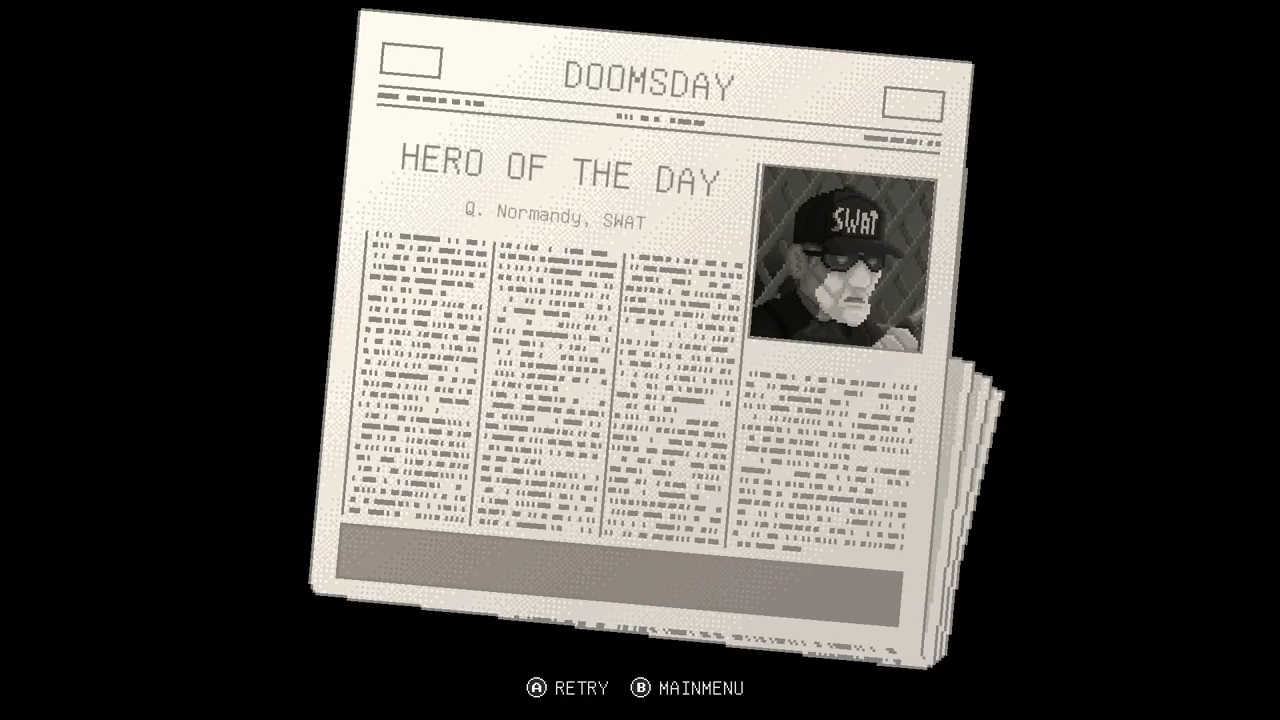 DOOMSDAY
HERO OF THE DAY
Q. Normandy, SWAT
SWAT
A RETRY B MAINMENU